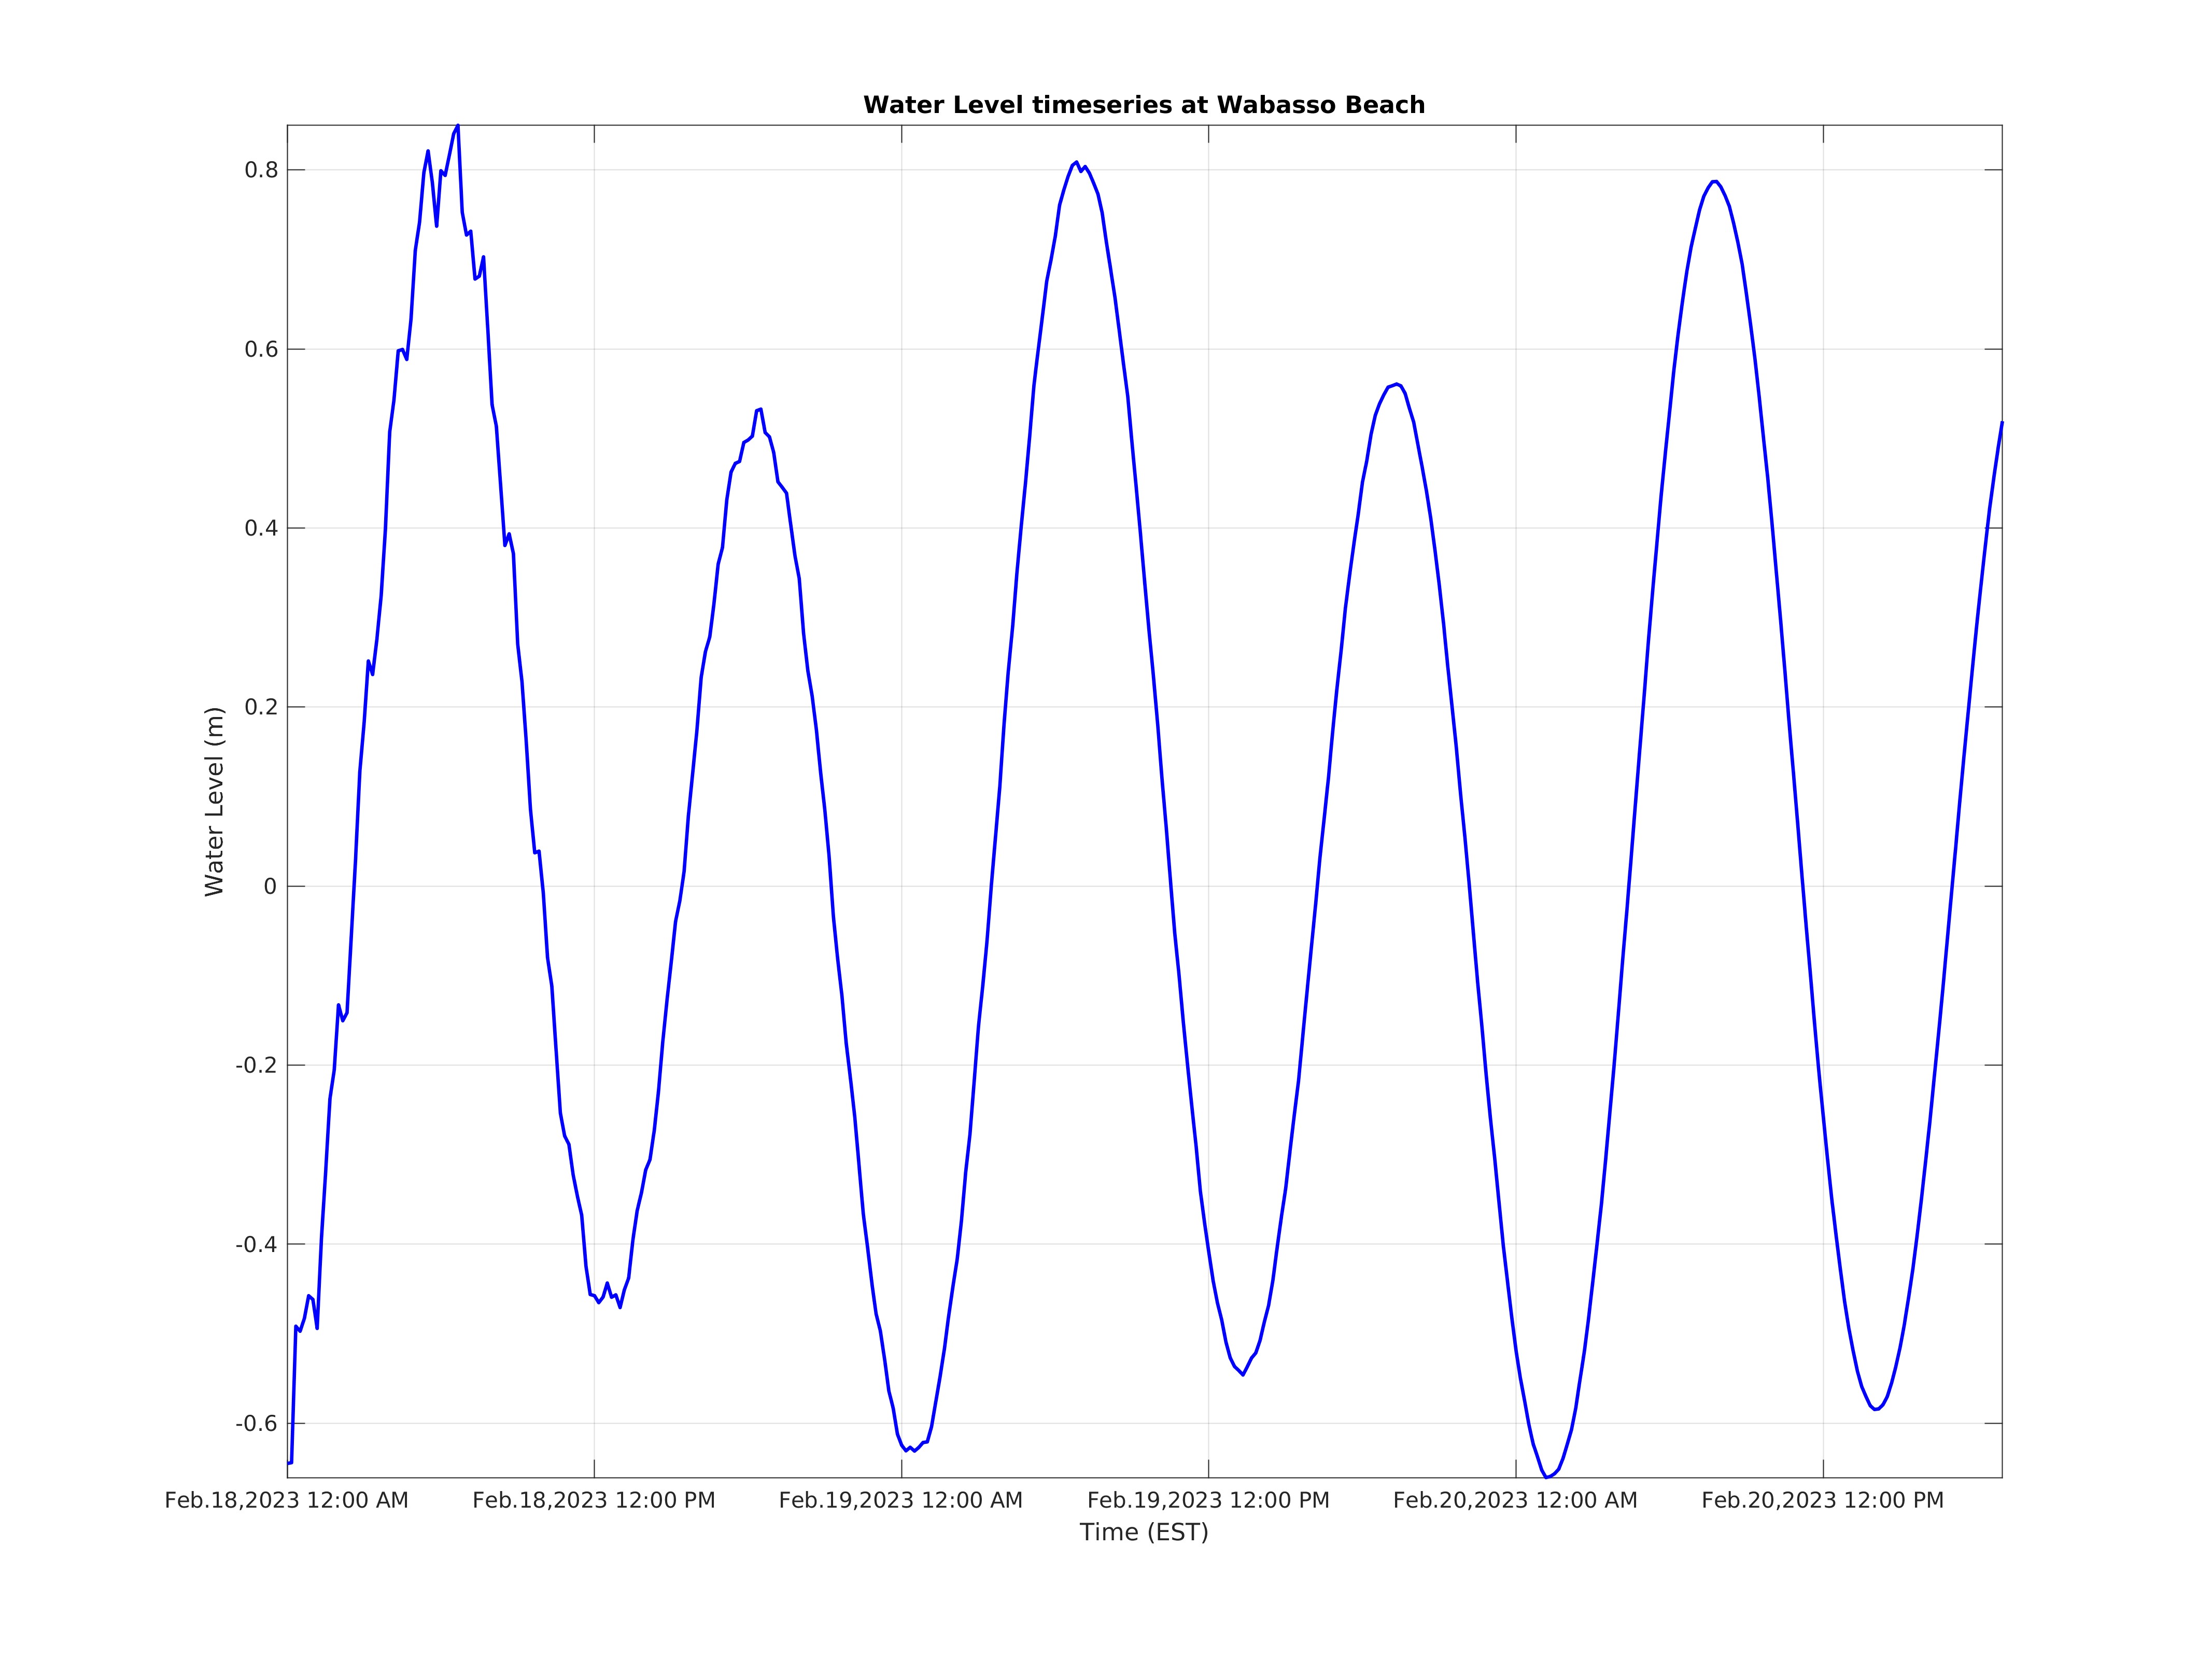 Water Level timeseries at Wabasso Beach
0.8
0.6
0.4
0.2
0
-0.2
-0.4
-0.6
Water Level (m)
Feb.18,2023 12:00 AM Feb.18,2023 12:00 PM Feb.19,2023 12:00 AM Feb.19,2023 12:00 PM Feb.20,2023 12:00 AM Feb.20,2023 12:00 PM
Time (EST)